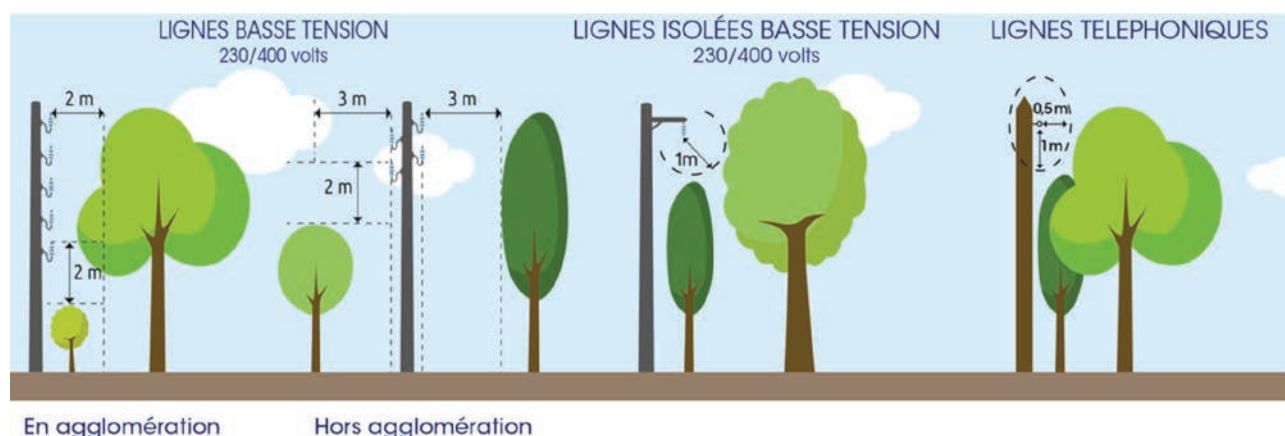 LIGNES BASSE TENSION
230/400 volts
LIGNES ISOLÉES BASSE TENSION
230/400 volts
LIGNES TELEPHONIQUES
2 m
3 m
3 m
0,5m
1m
1m
2 m
2 m
En agglomération
Hors agglomération